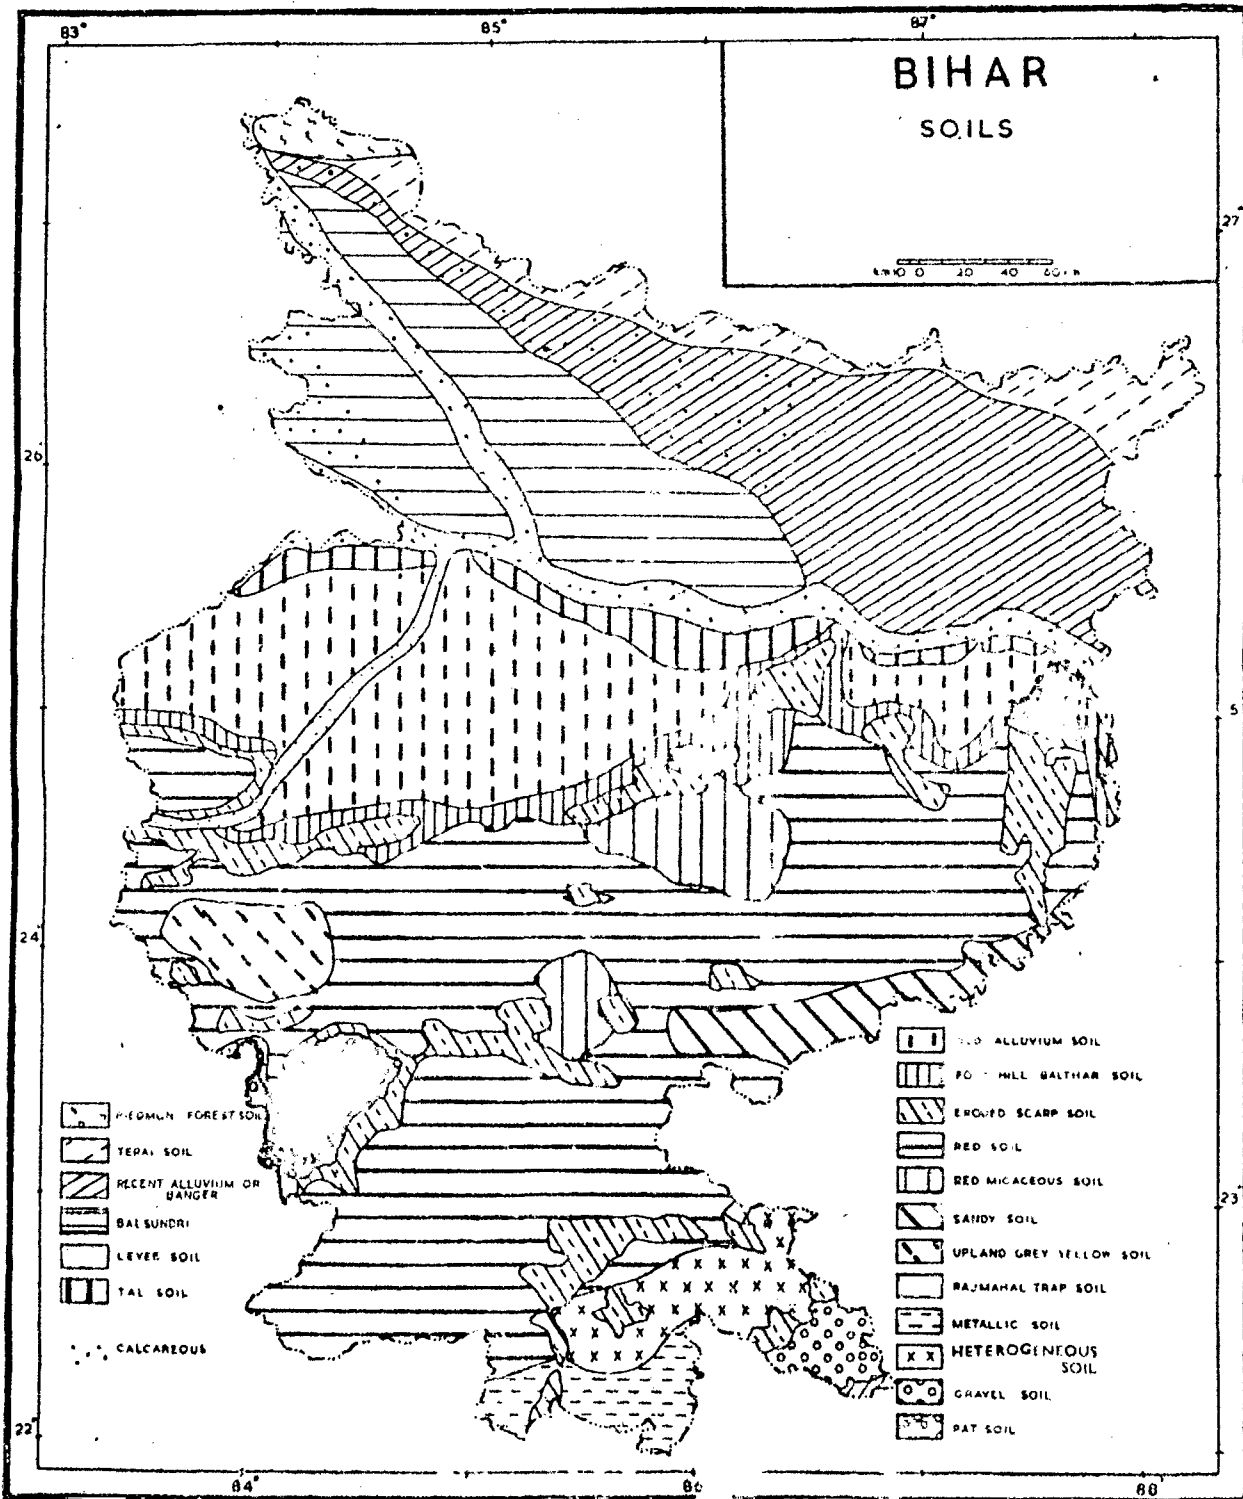 83°
85°
87°
BIHAR
SOILS
27°
20 40
26
5
24
ALLUVIUM SOIL
HILL BALTHAR SOIL
ERODED SCARP SOIL
RED SOIL
RED MICACEOUS SOIL
SANDY SOIL
UPLAND GREY YELLOW SOIL
RAJMAHAL TRAP SOIL
METALLIC SOIL
HETEROGENEOUS
SOIL
GRAVEL SOIL
PAT SOIL
FOREST SOIL
TERAI SOIL
RECENT ALLUVIUM OR
BANGER
BALSUNDRI
LEVEE SOIL
TAL SOIL
CALCAREOUS
23°
22°
84°
86
88°